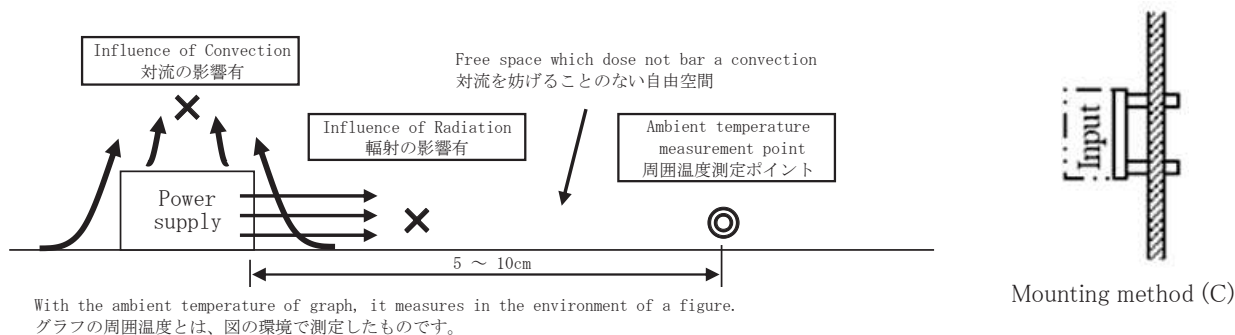 Influence of Convection
対流の影響有
Free space which dose not bar a convection
対流を妨げることのない自由空間
Influence of Radiation
輻射の影響有
Ambient temperature
measurement point
周囲温度測定ポイント
Power
supply
5 ～ 10cm
With the ambient temperature of graph, it measures in the environment of a figure.
グラフの周囲温度とは、図の環境で測定したものです。
Input
Mounting method (C)